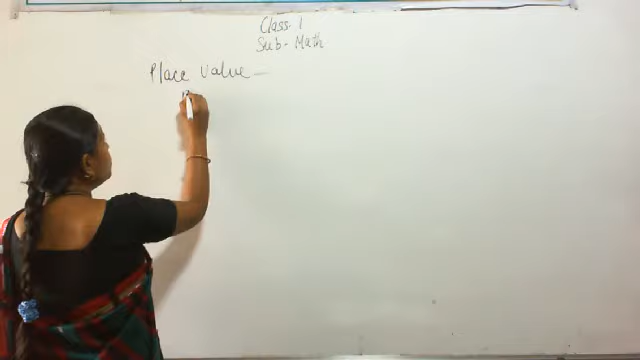 Class. 1
Sub - Math
Place Value —